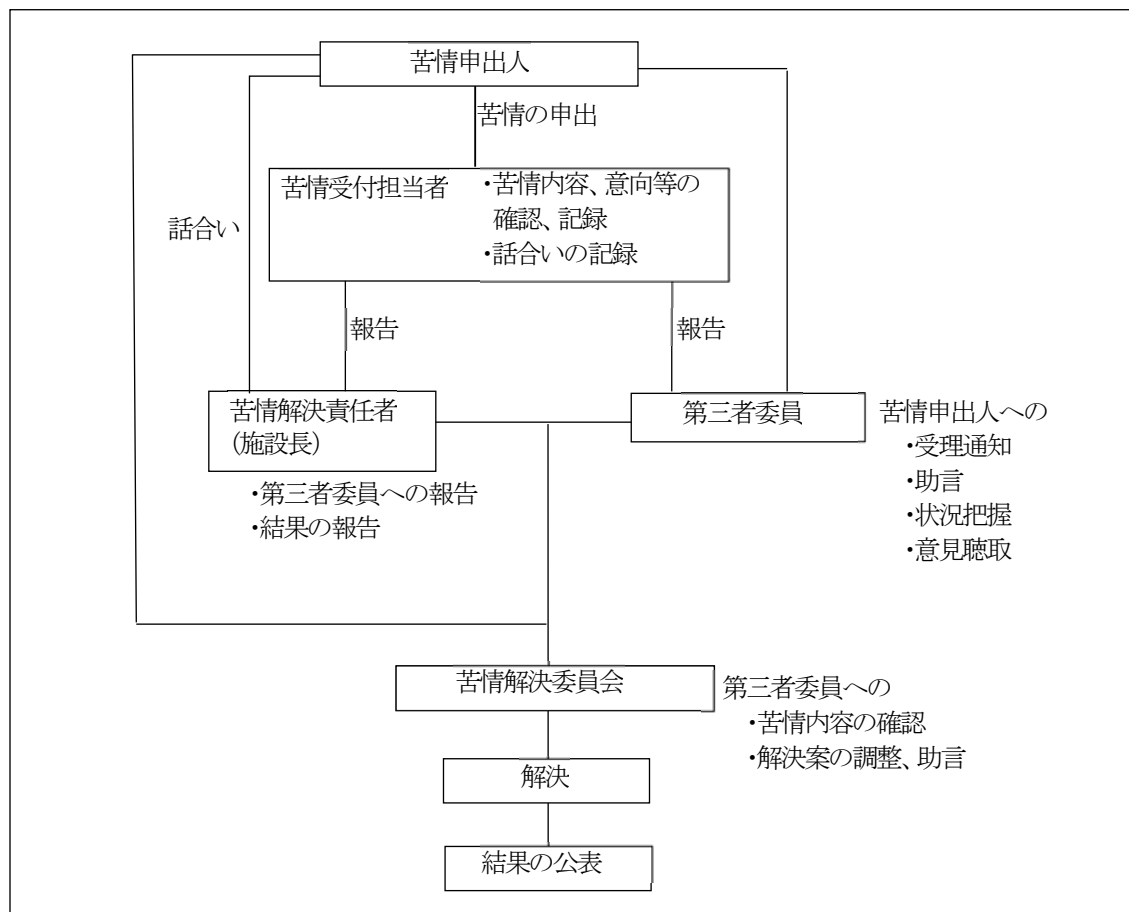 苦情申出人
苦情の申出
苦情受付担当者
・苦情内容、意向等の
確認、記録
・話合いの記録
話合い
報告
報告
苦情解決責任者
(施設長)
・第三者委員への報告
・結果の報告
第三者委員
苦情申出人への
・受理通知
・助言
・状況把握
・意見聴取
苦情解決委員会
第三者委員への
・苦情内容の確認
・解決案の調整、助言
解決
結果の公表